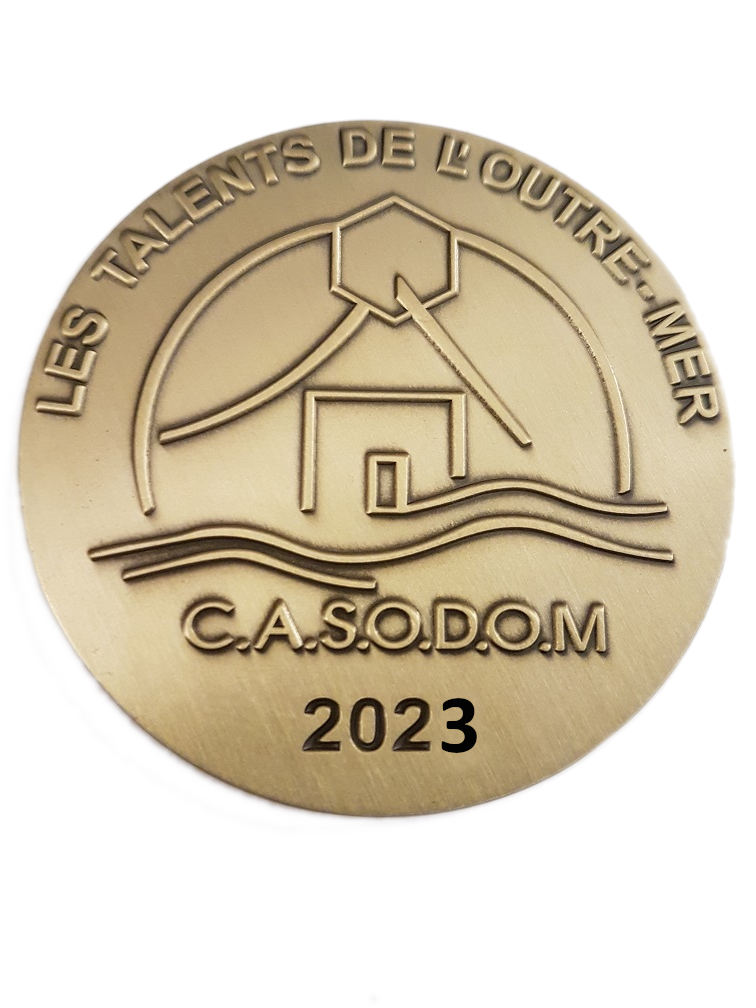 LES TALENTS DE L'OUTRE-MER
C.A.S.O.D.O.M
2023